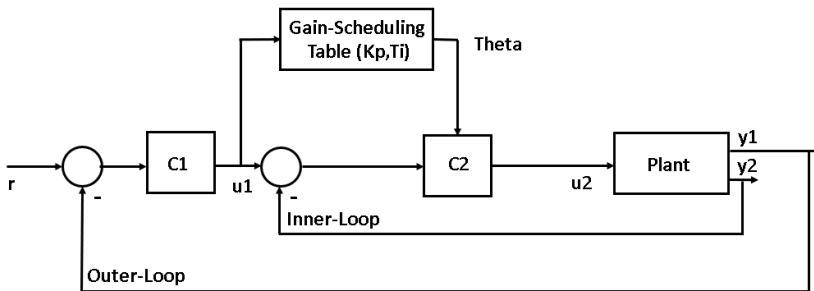 Gain-Scheduling
Table (Kp,Ti)
Theta
r
-
C1
u1
-
C2
u2
Plant
y1
y2
Inner-Loop
Outer-Loop